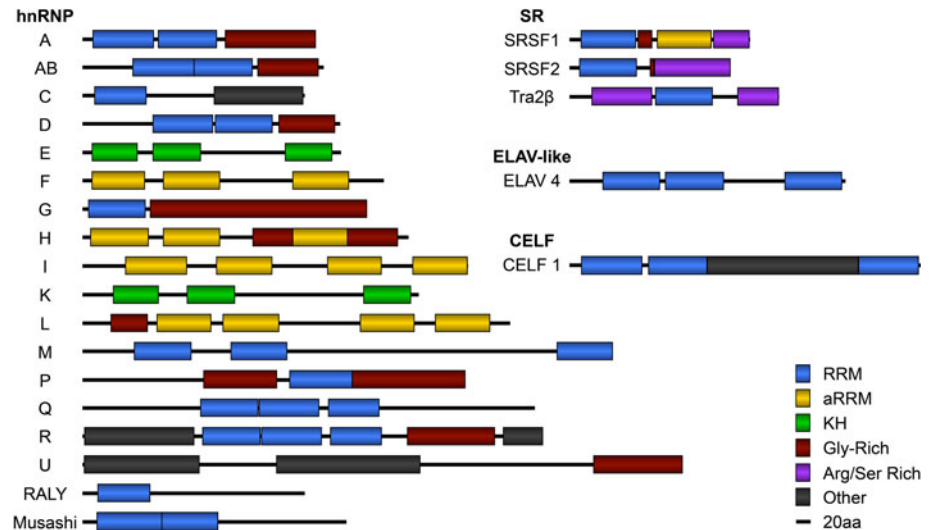 hnRNP
A
AB
C
D
E
F
G
H
I
K
L
M
P
Q
R
U
RALY
Musashi
SR
SRSF1
SRSF2
Tra2β
ELAV-like
ELAV 4
CELF
CELF 1
RRM
aRRM
KH
Gly-Rich
Arg/Ser Rich
Other
20aa